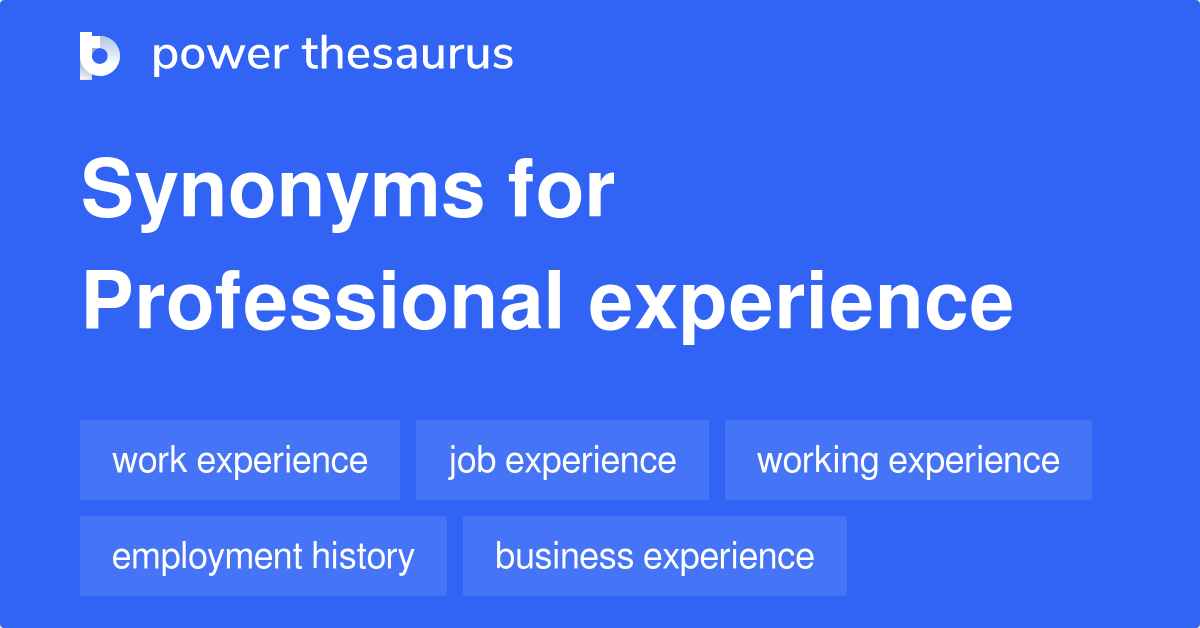 power thesaurus
Synonyms for
Professional experience
work experience job experience working experience
employment history business experience